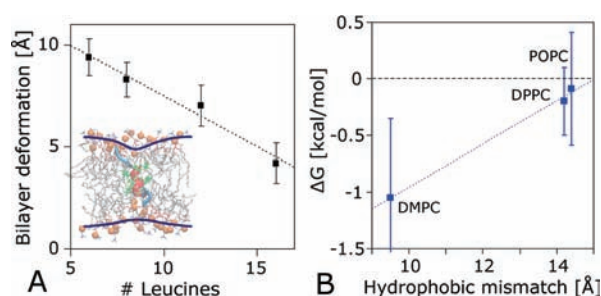 Bilayer deformation [Å]
10
5
0
5
10
15
# Leucines
A
ΔG [kcal/mol]
0.5
0
-0.5
-1
-1.5
POPC
DPPC
DMPC
10
12
14
Hydrophobic mismatch [Å]
B